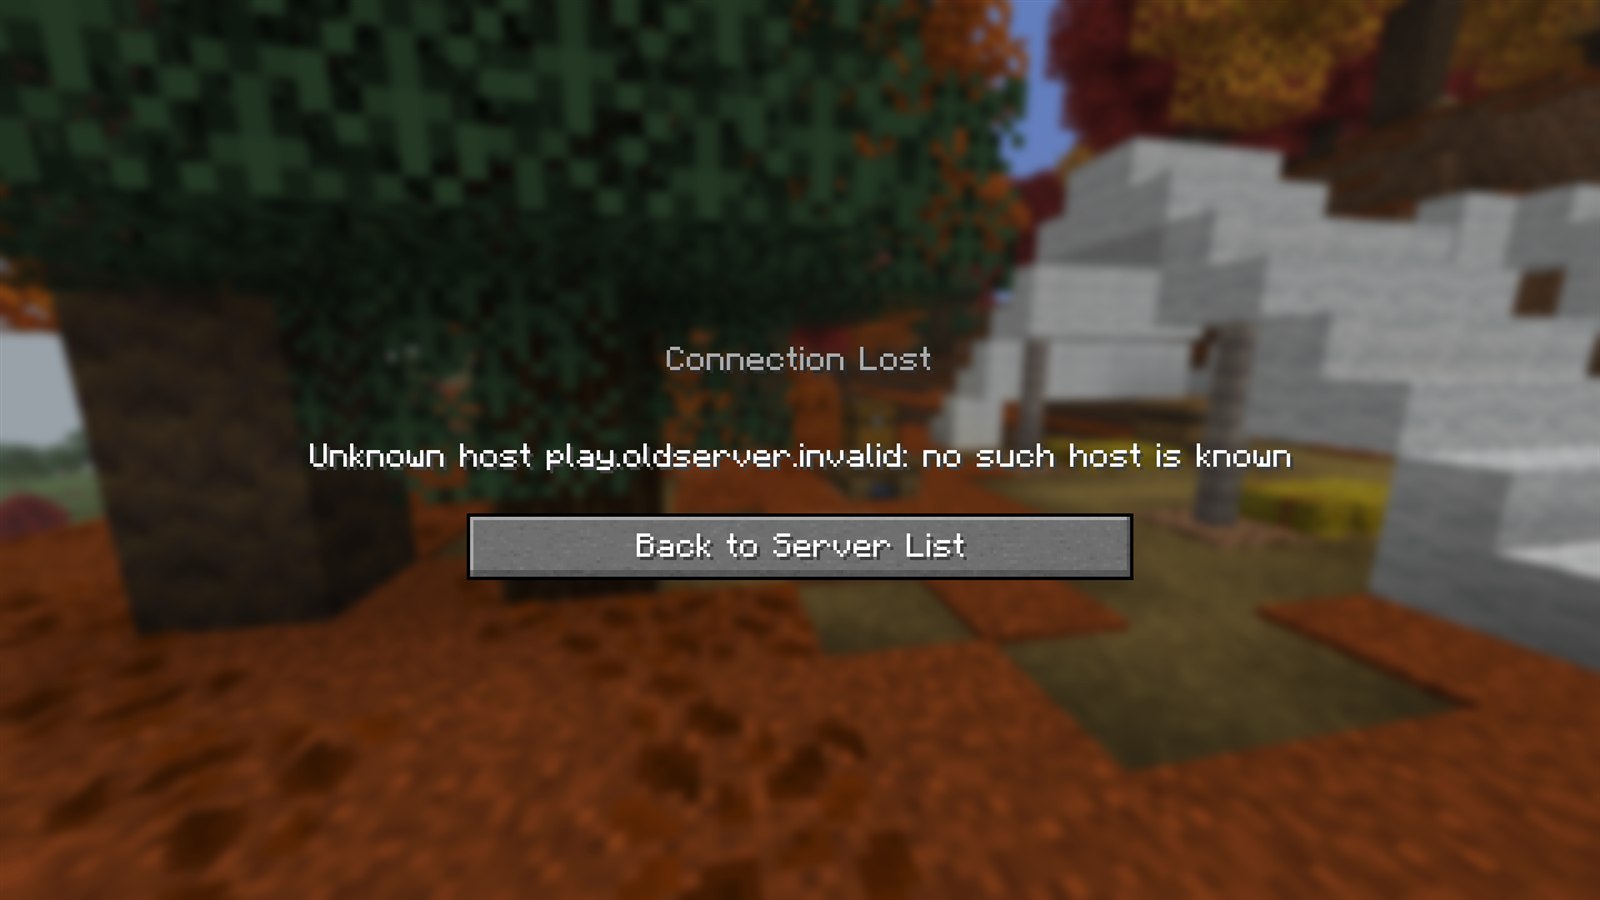 Connection Lost
Unknown host play.oldserver.invalid: no such host is known
Back to Server List